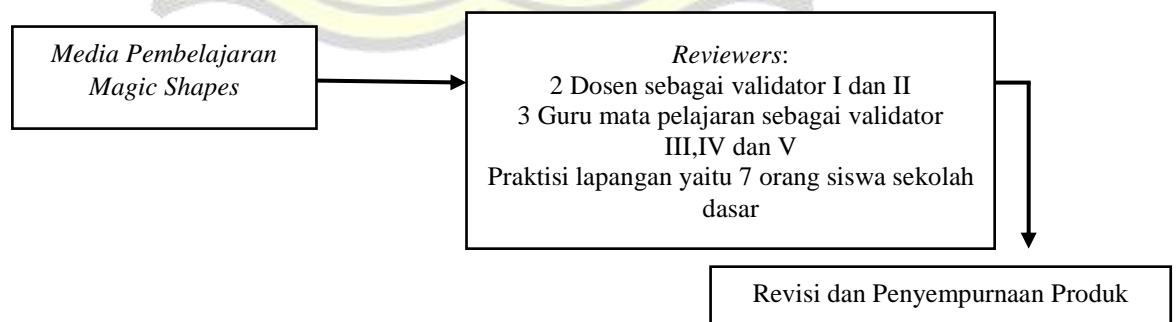 Media Pembelajaran
Magic Shapes
Reviewers:
2 Dosen sebagai validator I dan II
3 Guru mata pelajaran sebagai validator
III,IV dan V
Praktisi lapangan yaitu 7 orang siswa sekolah
dasar
Revisi dan Penyempurnaan Produk